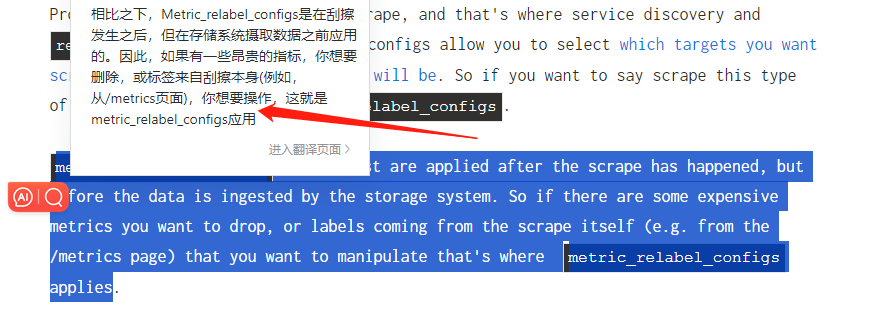 相比之下，Metric_relabel_configs是在刮擦
发生之后，但在存储系统摄取数据之前应用
的。因此，如果有一些昂贵的指标，你想要
删除，或标签来自刮擦本身(例如，
从/metrics页面)，你想要操作，这就是
metric_relabel_configs应用
进入翻译页面 >
Pr rape, and that's where service discovery and
re configs allow you to select which targets you want
sc will be. So if you want to say scrape this type
of elabel_configs.
me st are applied after the scrape has happened, but
fore the data is ingested by the storage system. So if there are some expensive
metrics you want to drop, or labels coming from the scrape itself (e.g. from the
/metrics page) that you want to manipulate that's where metric_relabel_configs
applies.
AI